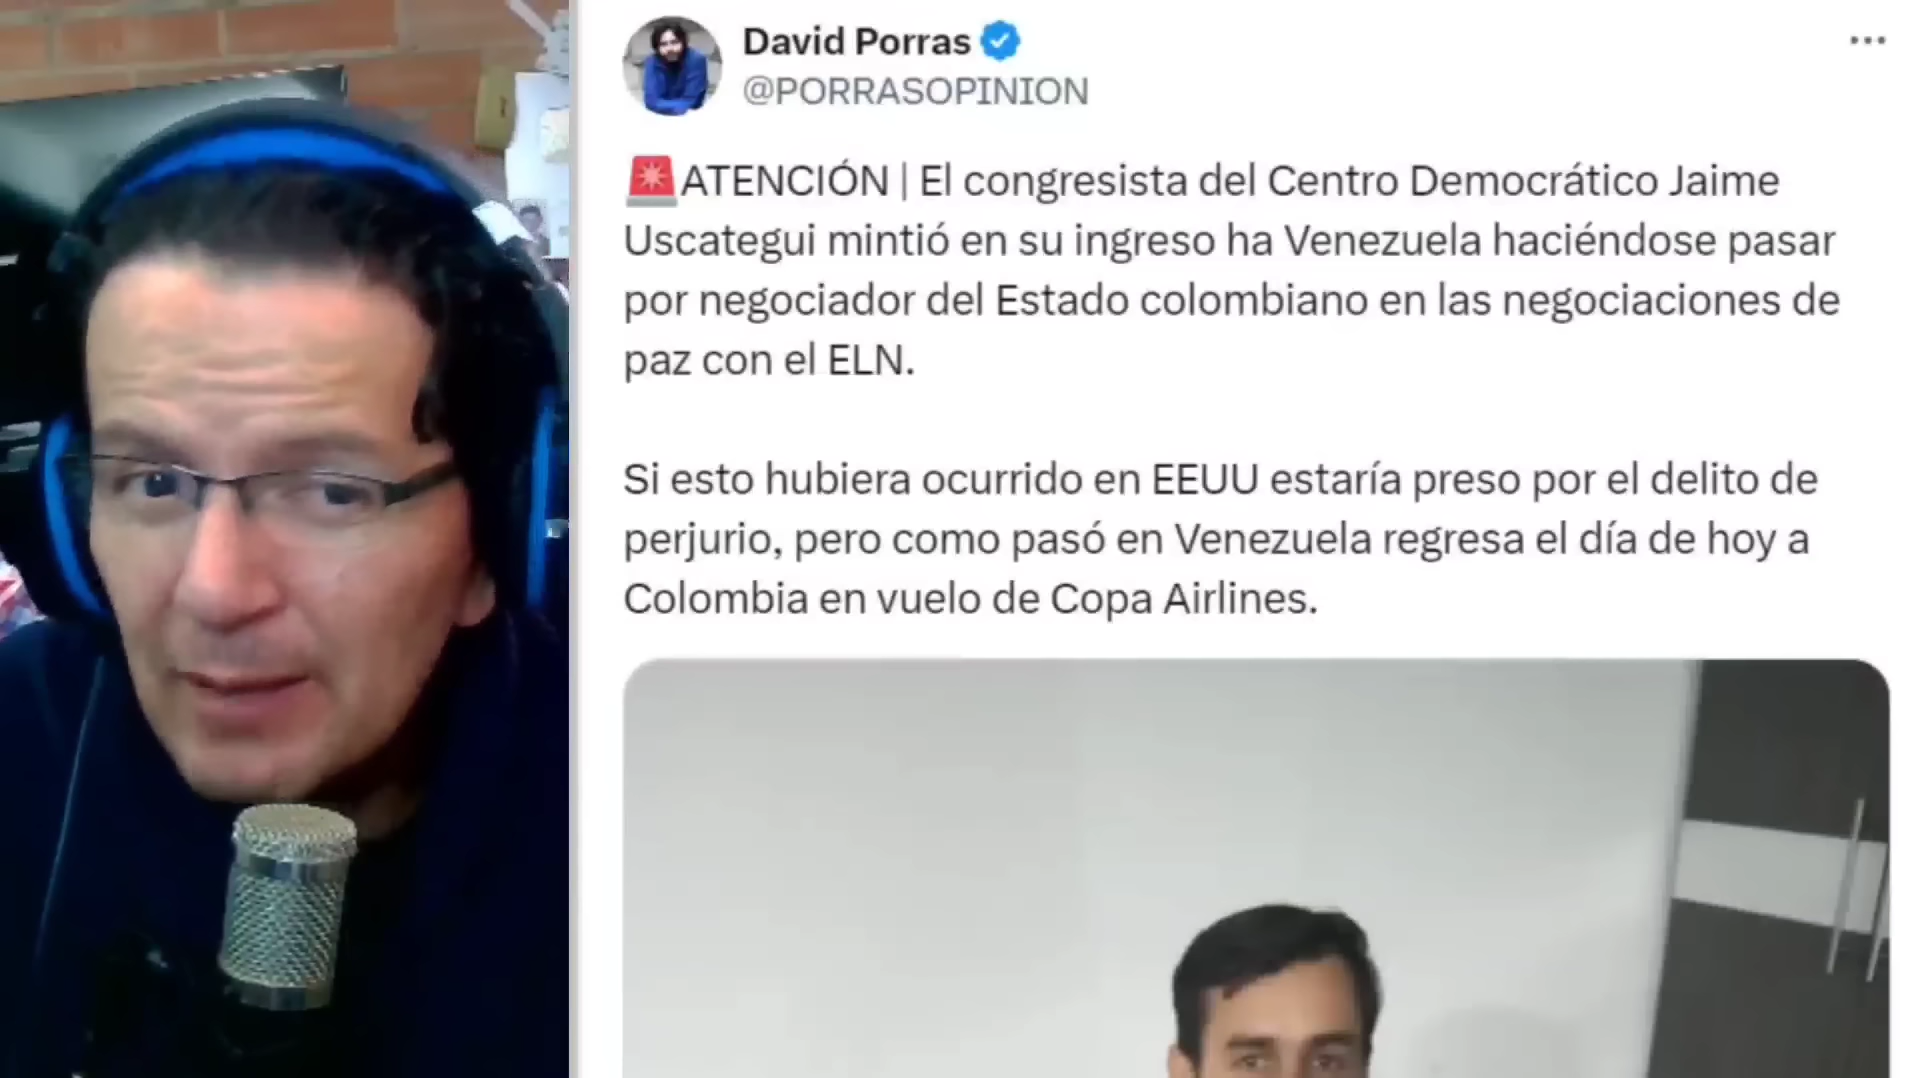 David Porras
@PORRASOPINION
🚨ATENCIÓN | El congresista del Centro Democrático Jaime
Uscategui mintió en su ingreso ha Venezuela haciéndose pasar
por negociador del Estado colombiano en las negociaciones de
paz con el ELN.
Si esto hubiera ocurrido en EEUU estaría preso por el delito de
perjurio, pero como pasó en Venezuela regresa el día de hoy a
Colombia en vuelo de Copa Airlines.